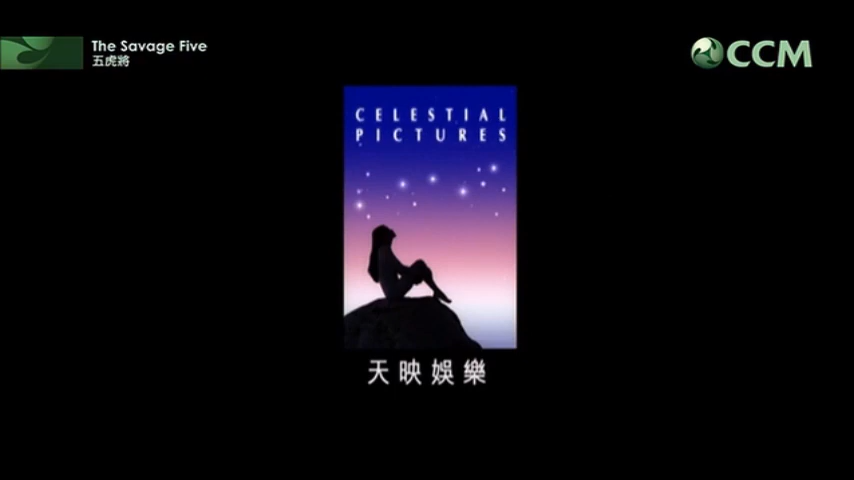 The Savage Five
五虎將
CCM
CELESTIAL
PICTURES
天映娛樂